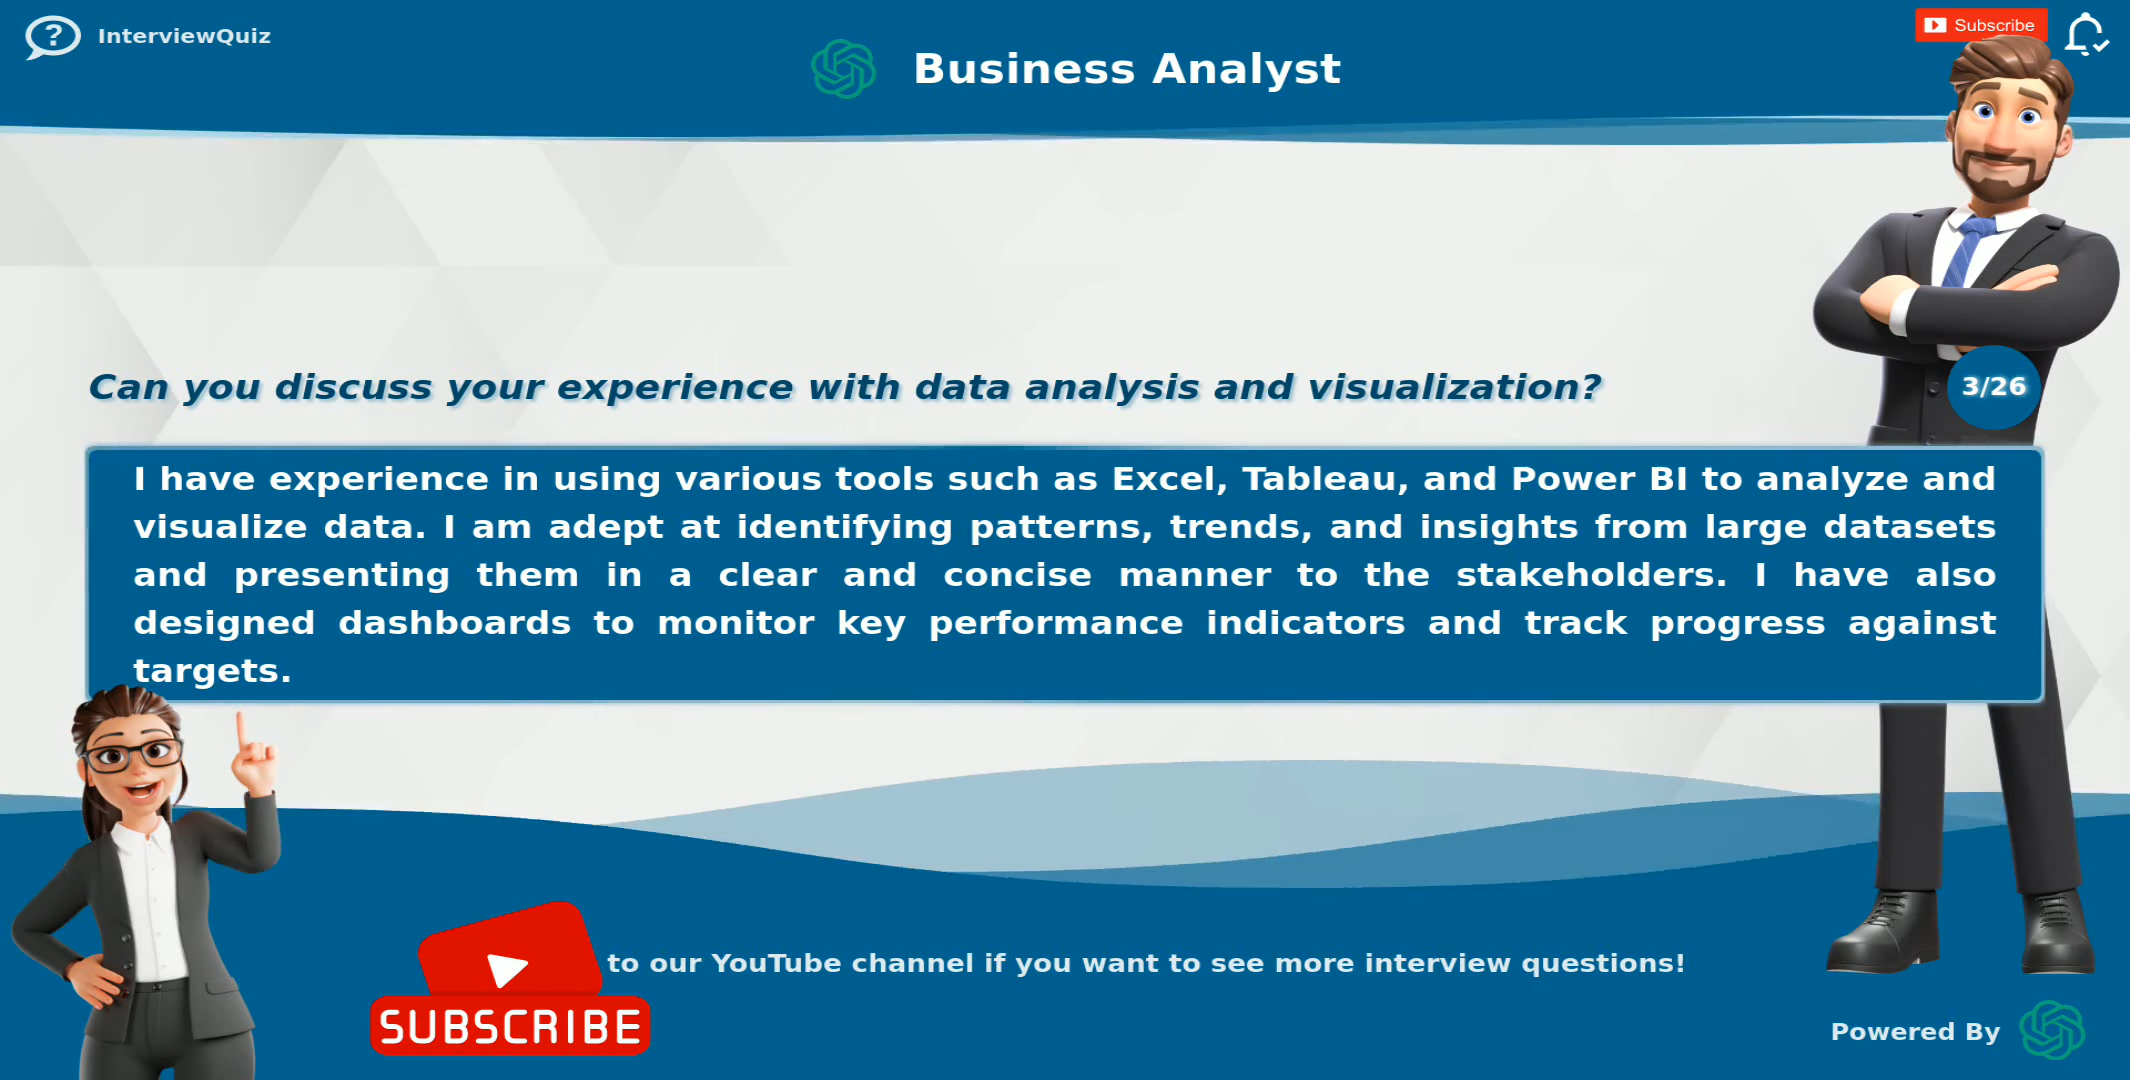 InterviewQuiz
Subscribe
Business Analyst
Can you discuss your experience with data analysis and visualization?
3/26
I have experience in using various tools such as Excel, Tableau, and Power BI to analyze and
visualize data. I am adept at identifying patterns, trends, and insights from large datasets
and presenting them in a clear and concise manner to the stakeholders. I have also
designed dashboards to monitor key performance indicators and track progress against
targets.
to our YouTube channel if you want to see more interview questions!
SUBSCRIBE
Powered By